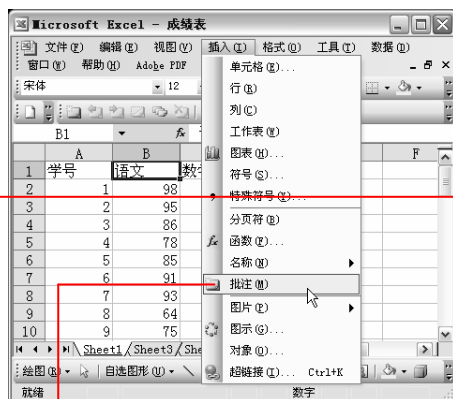 Microsoft Excel - 成绩表
文件(F) 编辑(E) 视图(V) 插入(I) 格式(O) 工具(T) 数据(D)
窗口(W) 帮助(H) Adobe PDF
宋体 12
B1
A B F
1 学号 语文 数
2 1 98
3 2 95
4 3 86
5 4 78
6 5 85
7 6 91
8 7 93
9 8 64
10 9 75
单元格(E)...
行(R)
列(C)
工作表(W)
图表(H)...
符号(S)...
特殊符号(Y)...
分页符(B)
函数(F)...
名称(N)
批注(M)
图片(P)
图示(G)...
对象(O)...
超链接(I)... Ctrl+K
Sheet1 Sheet3 She
绘图(R) 自选图形(U)
就绪 数字